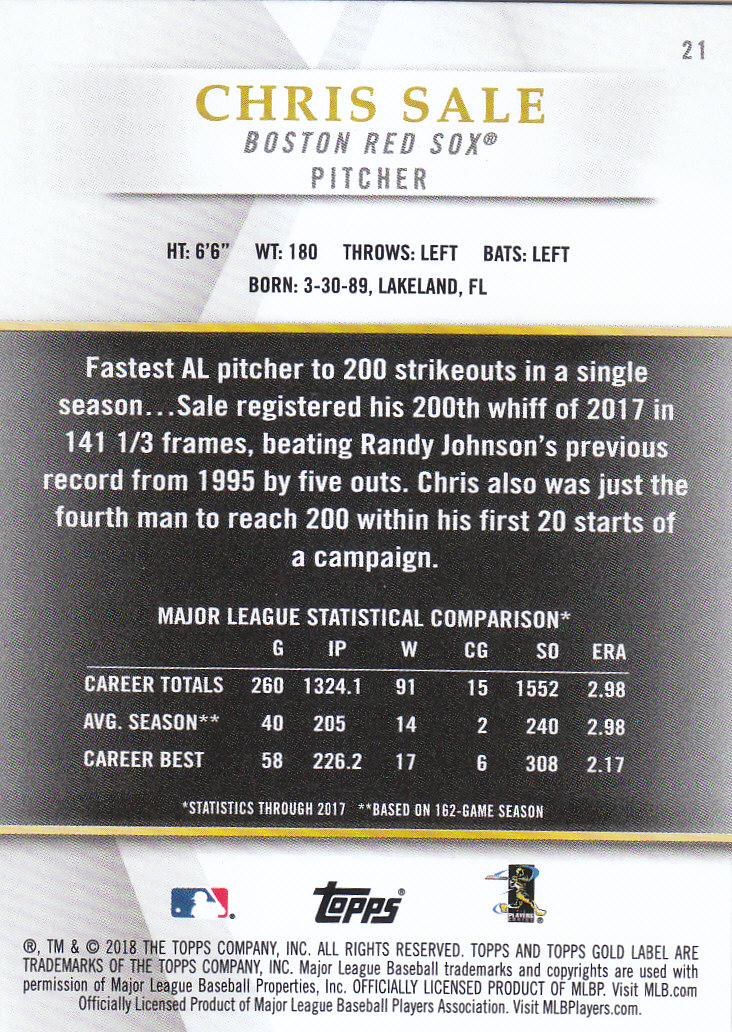 21
CHRIS SALE
BOSTON RED SOX®
PITCHER
HT: 6'6" WT: 180 THROWS: LEFT BATS: LEFT
BORN: 3-30-89, LAKELAND, FL
Fastest AL pitcher to 200 strikeouts in a single
season...Sale registered his 200th whiff of 2017 in
141 1/3 frames, beating Randy Johnson's previous
record from 1995 by five outs. Chris also was just the
fourth man to reach 200 within his first 20 starts of
a campaign.
MAJOR LEAGUE STATISTICAL COMPARISON*
G IP W CG SO ERA
CAREER TOTALS 260 1324.1 91 15 1552 2.98
AVG. SEASON** 40 205 14 2 240 2.98
CAREER BEST 58 226.2 17 6 308 2.17
*STATISTICS THROUGH 2017 **BASED ON 162-GAME SEASON
topps®
PLAYERS
®, TM & © 2018 THE TOPPS COMPANY, INC. ALL RIGHTS RESERVED. TOPPS AND TOPPS GOLD LABEL ARE
TRADEMARKS OF THE TOPPS COMPANY, INC. Major League Baseball trademarks and copyrights are used with
permission of Major League Baseball Properties, Inc. OFFICIALLY LICENSED PRODUCT OF MLBP. Visit MLB.com
Officially Licensed Product of Major League Baseball Players Association. Visit MLBPlayers.com.